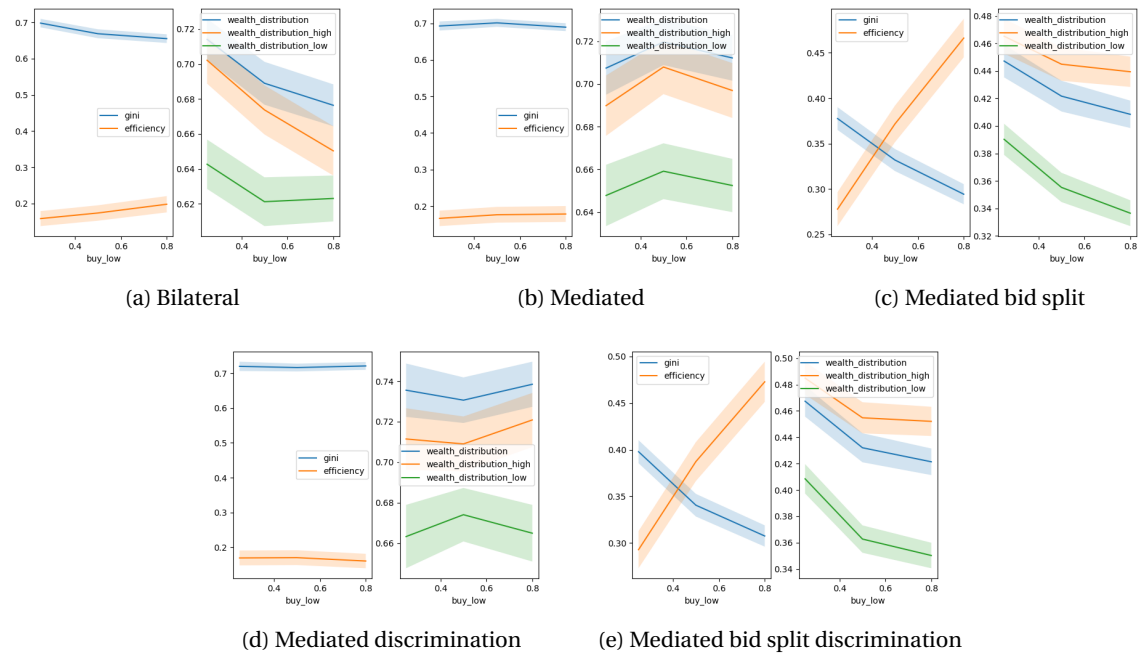 0.7
0.6
0.5
0.4
0.3
0.2
gini
efficiency
0.4 0.6 0.8
buy_low
0.72
0.70
0.68
0.66
0.64
0.62
wealth_distribution
wealth_distribution_high
wealth_distribution_low
0.4 0.6 0.8
buy_low
(a) Bilateral
0.7
0.6
0.5
0.4
0.3
0.2
gini
efficiency
0.4 0.6 0.8
buy_low
0.72
0.70
0.68
0.66
0.64
wealth_distribution
wealth_distribution_high
wealth_distribution_low
0.4 0.6 0.8
buy_low
(b) Mediated
0.45
0.40
0.35
0.30
0.25
gini
efficiency
0.4 0.6 0.8
buy_low
0.48
0.46
0.44
0.42
0.40
0.38
0.36
0.34
0.32
wealth_distribution
wealth_distribution_high
wealth_distribution_low
0.4 0.6 0.8
buy_low
(c) Mediated bid split
0.7
0.6
0.5
0.4
0.3
0.2
gini
efficiency
0.4 0.6 0.8
buy_low
0.74
0.72
0.70
0.68
0.66
wealth_distribution
wealth_distribution_high
wealth_distribution_low
0.4 0.6 0.8
buy_low
(d) Mediated discrimination
0.50
0.45
0.40
0.35
0.30
gini
efficiency
0.4 0.6 0.8
buy_low
0.50
0.48
0.46
0.44
0.42
0.40
0.38
0.36
0.34
wealth_distribution
wealth_distribution_high
wealth_distribution_low
0.4 0.6 0.8
buy_low
(e) Mediated bid split discrimination